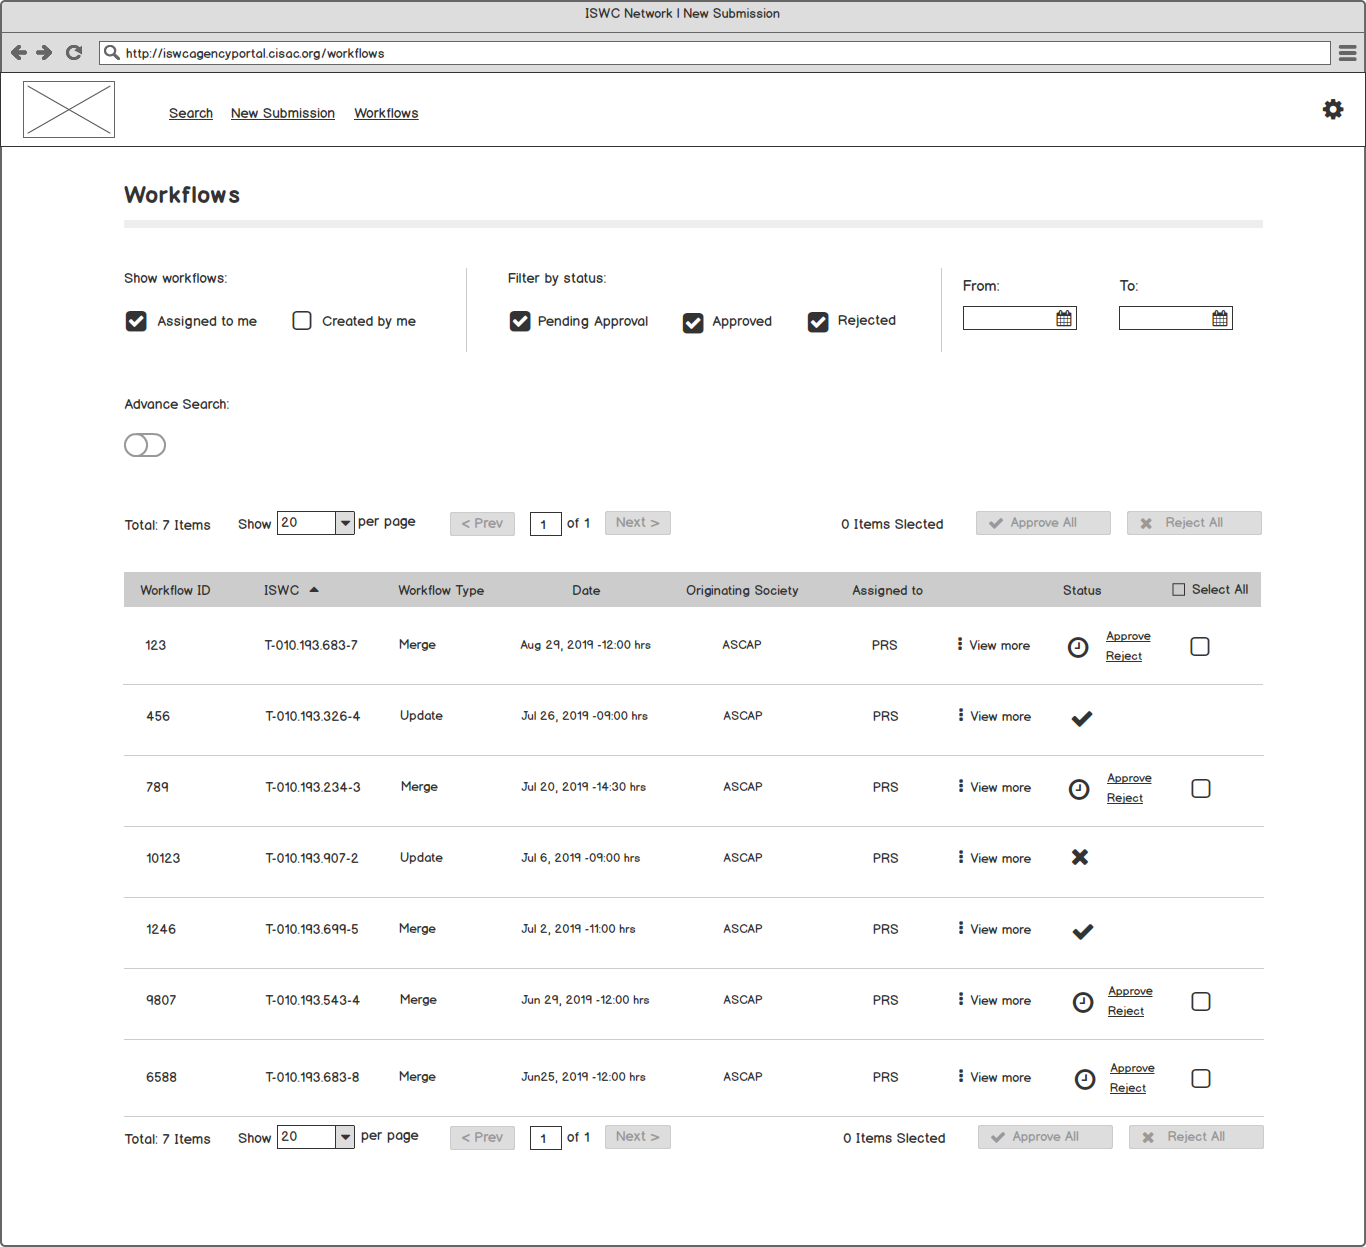 ISWC Network | New Submission
http://iswcagencyportal.cisac.org/workflows
Search New Submission Workflows
Workflows
Show workflows: Filter by status: From: To:
Assigned to me Created by me Pending Approval Approved Rejected
Advance Search:
Total: 7 Items Show 20 per page < Prev 1 of 1 Next > 0 Items Slected Approve All Reject All
Workflow ID ISWC Workflow Type Date Originating Society Assigned to Status Select All
123 T-010.193.683-7 Merge Aug 29, 2019 -12:00 hrs ASCAP PRS View more Approve
Reject
456 T-010.193.326-4 Update Jul 26, 2019 -09:00 hrs ASCAP PRS View more
789 T-010.193.234-3 Merge Jul 20, 2019 -14:30 hrs ASCAP PRS View more Approve
Reject
10123 T-010.193.907-2 Update Jul 6, 2019 -09:00 hrs ASCAP PRS View more
1246 T-010.193.699-5 Merge Jul 2, 2019 -11:00 hrs ASCAP PRS View more
9807 T-010.193.543-4 Merge Jun 29, 2019 -12:00 hrs ASCAP PRS View more Approve
Reject
6588 T-010.193.683-8 Merge Jun25, 2019 -12:00 hrs ASCAP PRS View more Approve
Reject
Total: 7 Items Show 20 per page < Prev 1 of 1 Next > 0 Items Slected Approve All Reject All